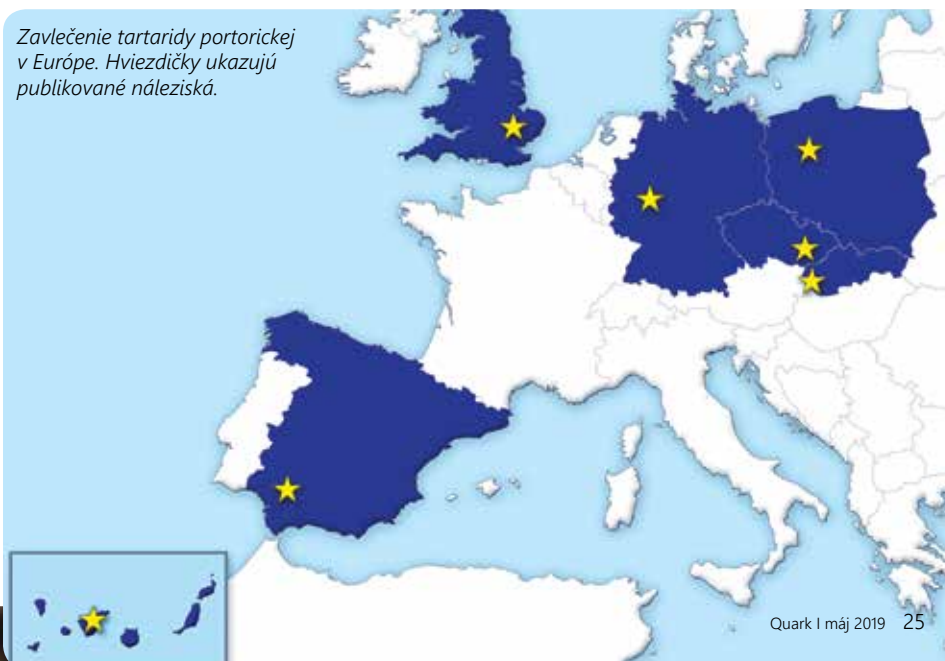 Zavlečenie tartaridy portorickej
v Európe. Hviezdičky ukazujú
publikované náleziská.
Quark I máj 2019 25